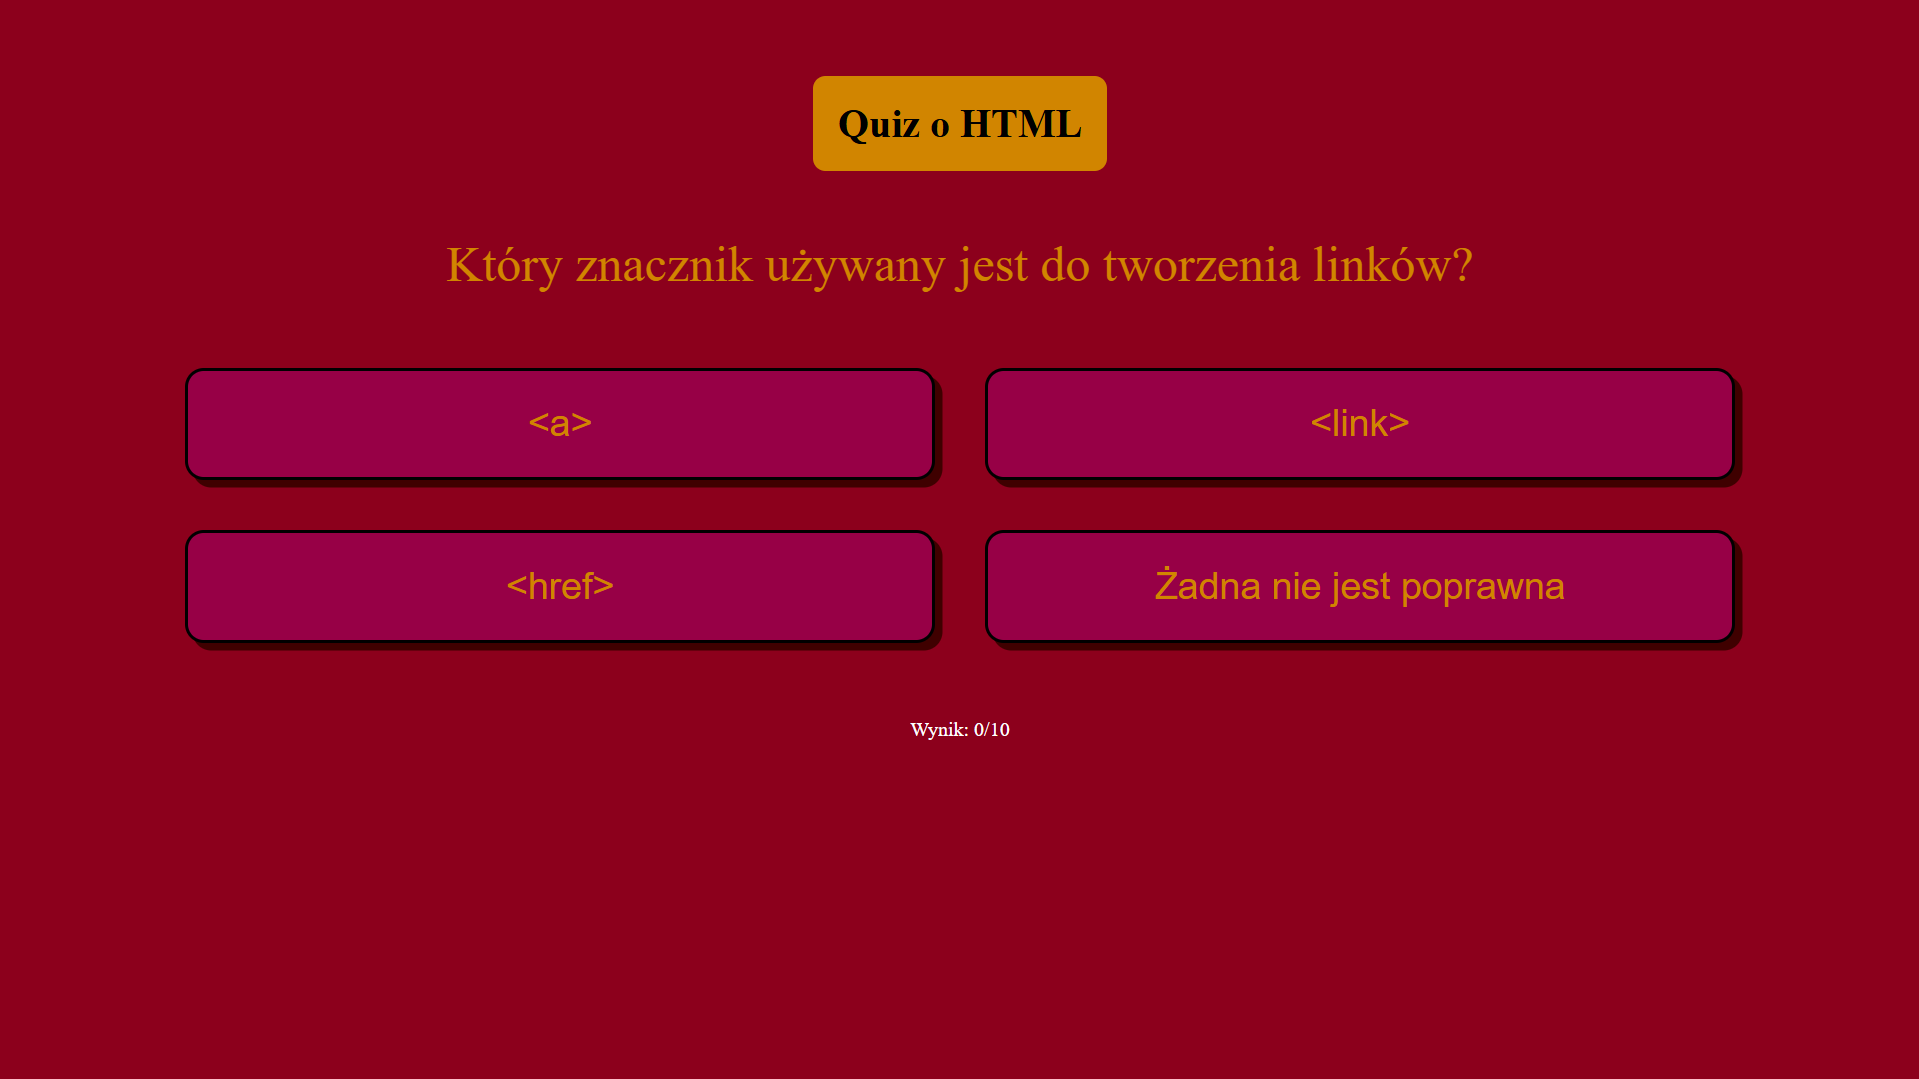 Quiz o HTML
Który znacznik używany jest do tworzenia linków?
<a>
<link>
<href>
Żadna nie jest poprawna
Wynik: 0/10